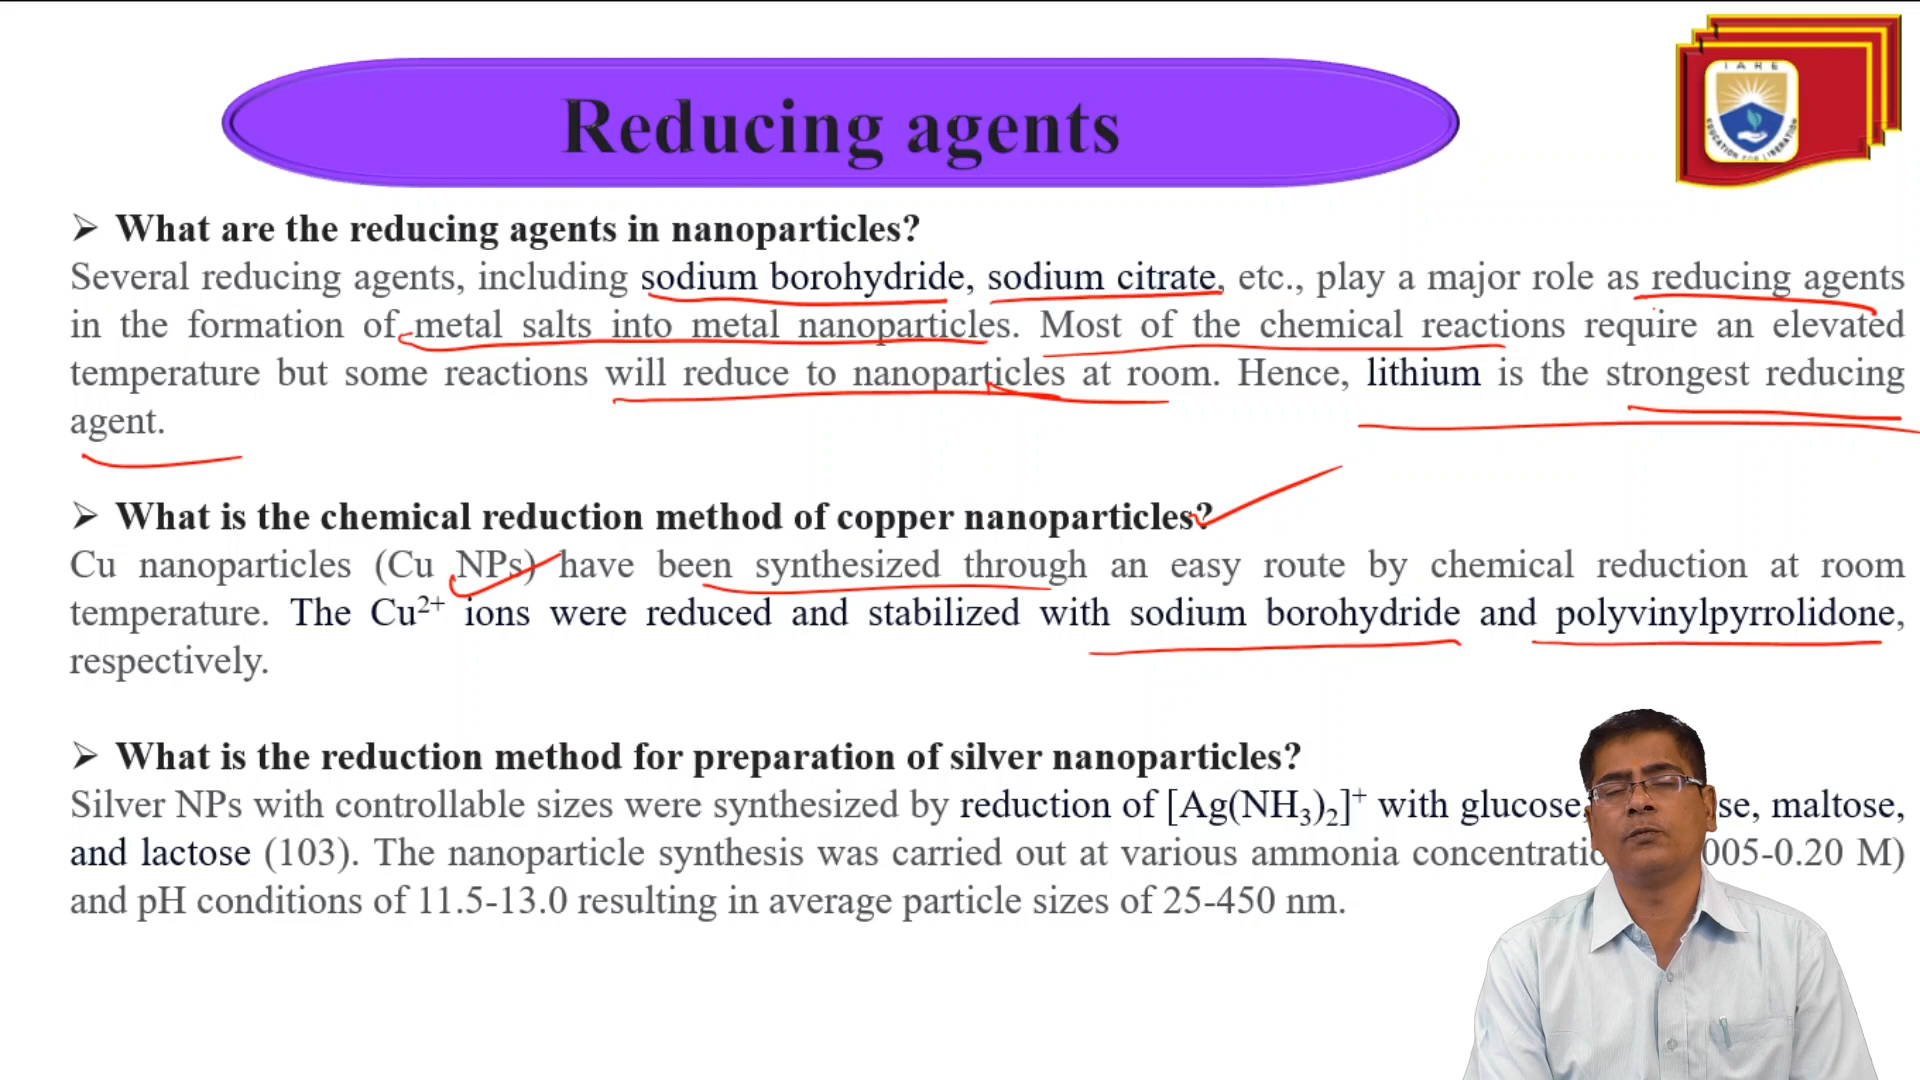 Reducing agents
IARE
EDUCATION FOR LIBERATION
➢ What are the reducing agents in nanoparticles?
Several reducing agents, including sodium borohydride, sodium citrate, etc., play a major role as reducing agents
in the formation of metal salts into metal nanoparticles. Most of the chemical reactions require an elevated
temperature but some reactions will reduce to nanoparticles at room. Hence, lithium is the strongest reducing
agent.
➢ What is the chemical reduction method of copper nanoparticles?
Cu nanoparticles (Cu NPs) have been synthesized through an easy route by chemical reduction at room
temperature. The Cu²⁺ ions were reduced and stabilized with sodium borohydride and polyvinylpyrrolidone,
respectively.
➢ What is the reduction method for preparation of silver nanoparticles?
Silver NPs with controllable sizes were synthesized by reduction of [Ag(NH₃)₂]⁺ with glucose, maltose,
and lactose (103). The nanoparticle synthesis was carried out at various ammonia 005-0.20 M)
and pH conditions of 11.5-13.0 resulting in average particle sizes of 25-450 nm.